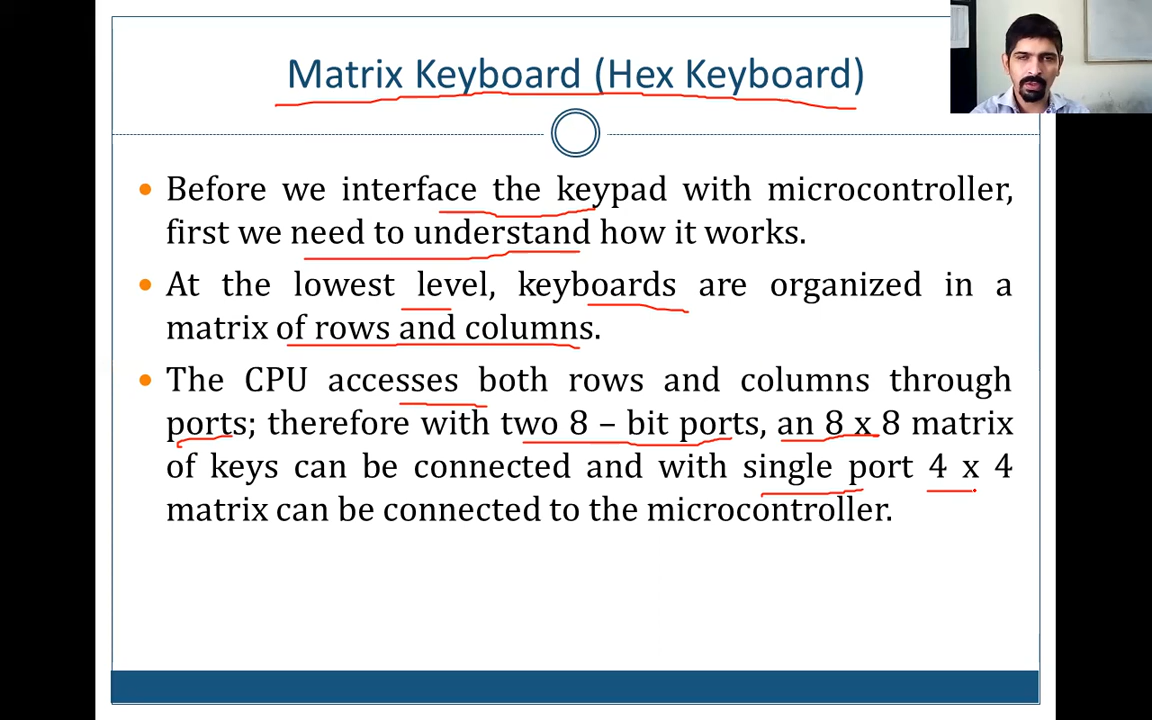 Matrix Keyboard (Hex Keyboard)
• Before we interface the keypad with microcontroller,
first we need to understand how it works.
• At the lowest level, keyboards are organized in a
matrix of rows and columns.
• The CPU accesses both rows and columns through
ports; therefore with two 8 – bit ports, an 8 x 8 matrix
of keys can be connected and with single port 4 x 4
matrix can be connected to the microcontroller.